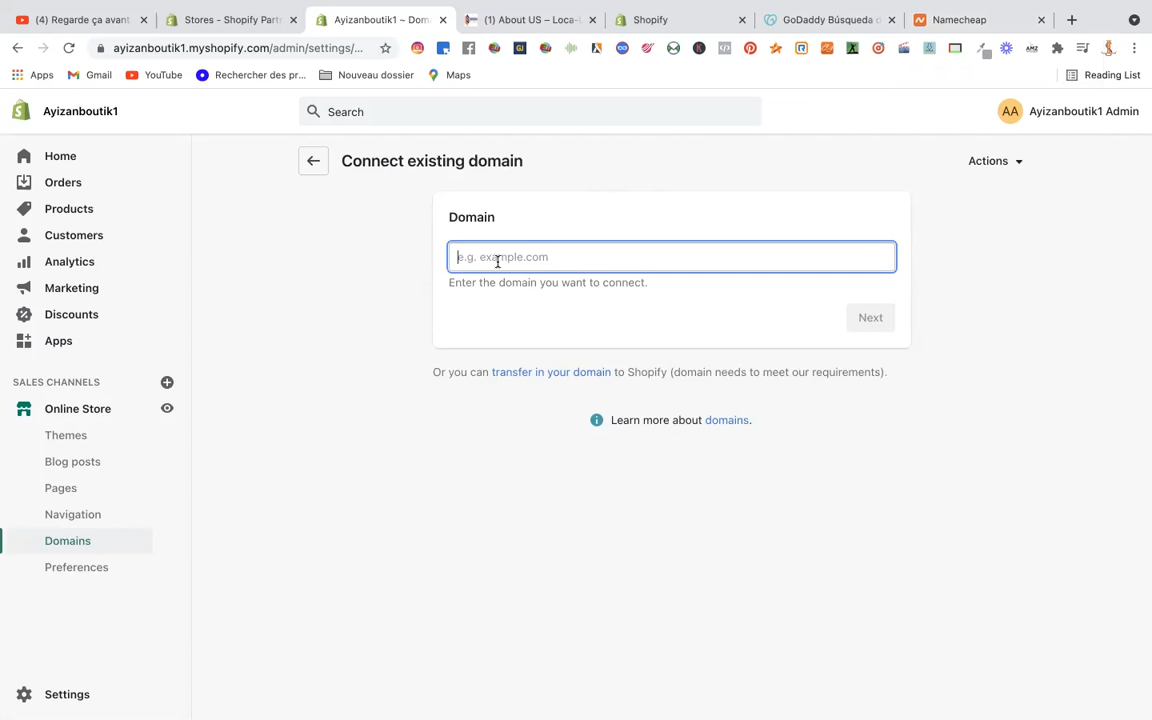 (4) Regarde ça avant
Stores - Shopify Partn
Ayizanboutik1 ~ Dom
(1) About US – Loca-
Shopify
GoDaddy Búsqueda d
Namecheap
ayizanboutik1.myshopify.com/admin/settings/...
Apps
Gmail
YouTube
Rechercher des pr...
Nouveau dossier
Maps
Reading List
Ayizanboutik1
Search
AA
Ayizanboutik1 Admin
Home
Orders
Products
Customers
Analytics
Marketing
Discounts
Apps
SALES CHANNELS
Online Store
Themes
Blog posts
Pages
Navigation
Domains
Preferences
Settings
Connect existing domain
Actions
Domain
e.g. example.com
Enter the domain you want to connect.
Next
Or you can transfer in your domain to Shopify (domain needs to meet our requirements).
Learn more about domains.